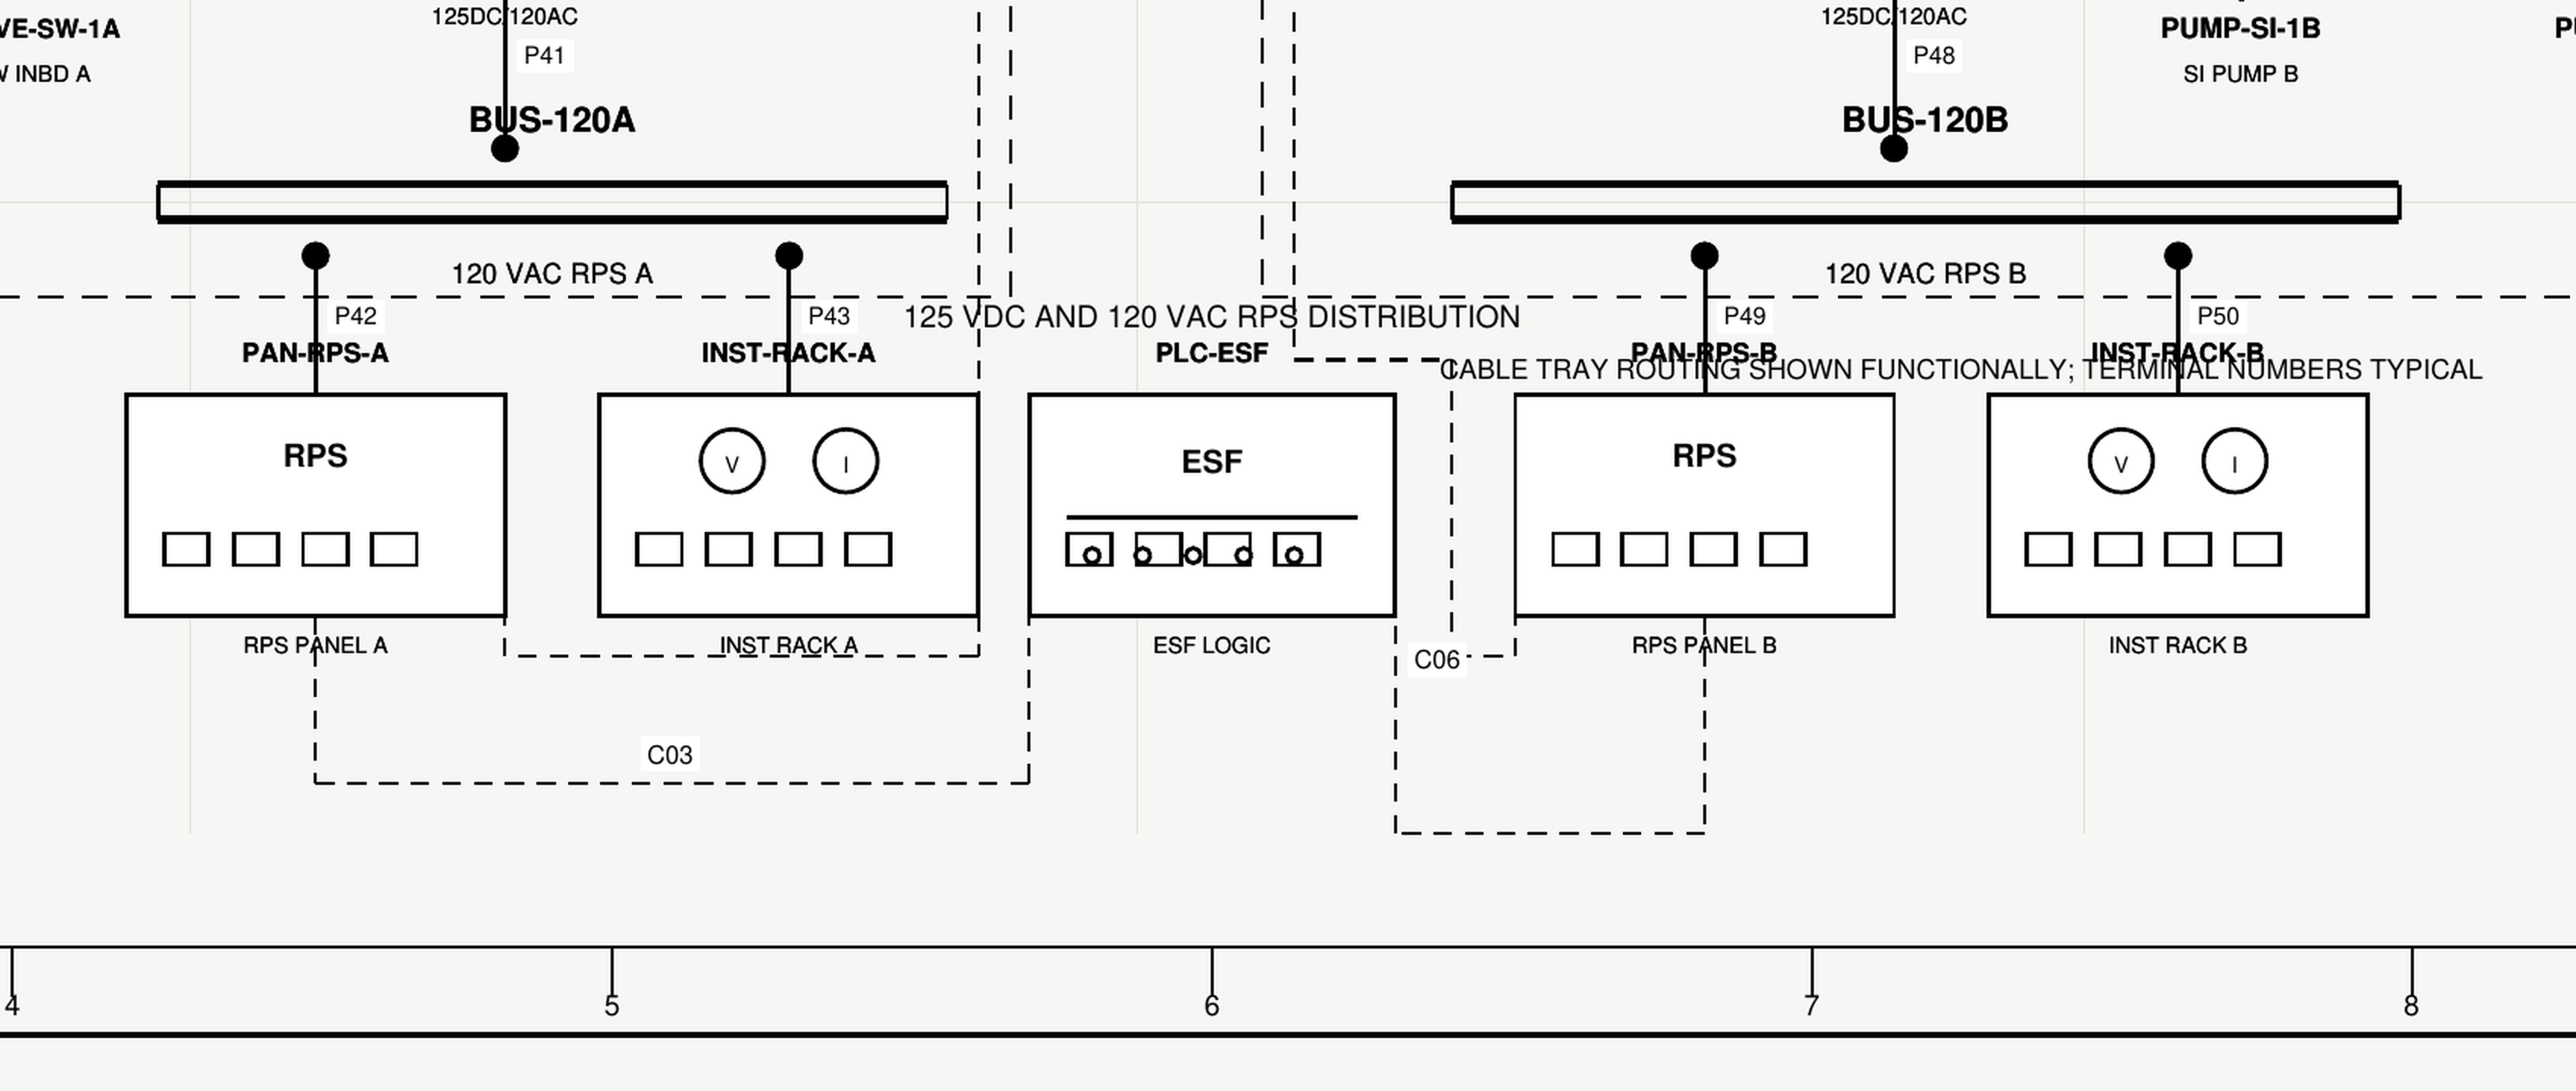 125DC/120AC
125DC/120AC
VE-SW-1A
PUMP-SI-1B
P41
P48
INBD A
SI PUMP B
BUS-120A
BUS-120B
120 VAC RPS A
120 VAC RPS B
P42
P43
125 VDC AND 120 VAC RPS DISTRIBUTION
P49
P50
PAN-RPS-A
INST-RACK-A
PLC-ESF
PAN-RPS-B
INST-RACK-B
CABLE TRAY ROUTING SHOWN FUNCTIONALLY; TERMINAL NUMBERS TYPICAL
RPS
V
I
ESF
RPS
V
I
RPS PANEL A
INST RACK A
ESF LOGIC
C06
RPS PANEL B
INST RACK B
C03
4
5
6
7
8